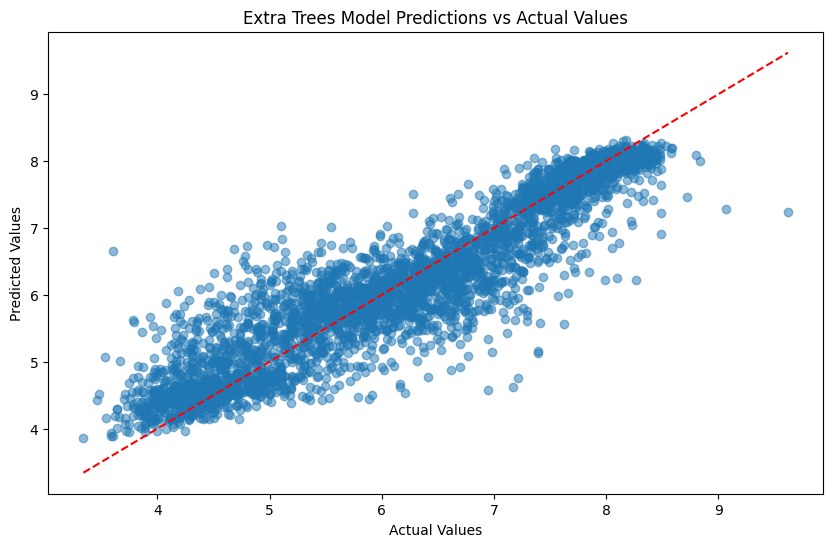 Extra Trees Model Predictions vs Actual Values
Predicted Values
9
8
7
6
5
4
4 5 6 7 8 9
Actual Values